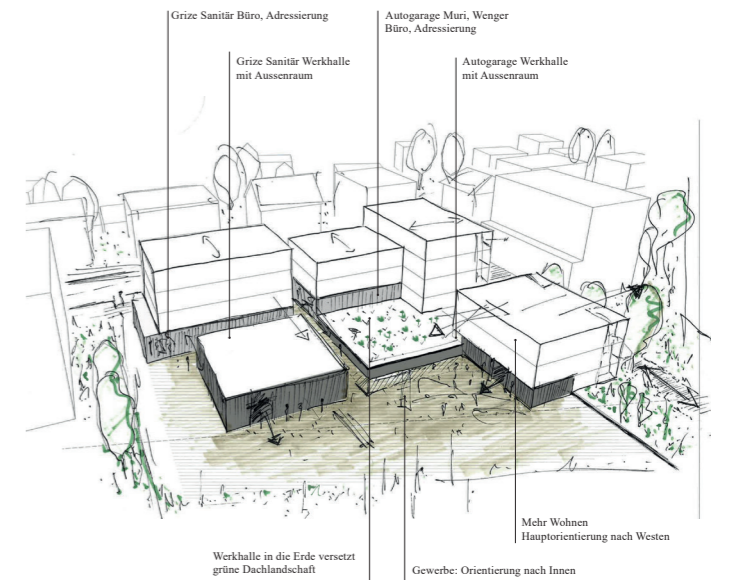 Grize Sanitär Büro, Adressierung
Autogarage Muri, Wenger
Büro, Adressierung
Grize Sanitär Werkhalle
mit Aussenraum
Autogarage Werkhalle
mit Aussenraum
Mehr Wohnen
Hauptorientierung nach Westen
Werkhalle in die Erde versetzt
grüne Dachlandschaft
Gewerbe: Orientierung nach Innen